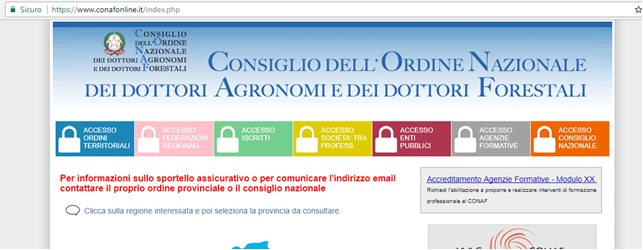 Sicuro | https://www.conafonline.it/index.php
CONSIGLIO
DELL'ORDINE
NAZIONALE
DEI DOTTORI AGRONOMI
E DEI DOTTORI FORESTALI
CONSIGLIO DELL'ORDINE NAZIONALE
DEI DOTTORI AGRONOMI E DEI DOTTORI FORESTALI
ACCESSO
ORDINI
TERRITORIALI
ACCESSO
FEDERAZIONI
REGIONALI
ACCESSO
ISCRITTI
ACCESSO
SOCIETA' TRA
PROFESS.
ACCESSO
ENTI
PUBBLICI
ACCESSO
AGENZIE
FORMATIVE
ACCESSO
CONSIGLIO
NAZIONALE
Per informazioni sullo sportello assicurativo o per comunicare l'indirizzo email
contattare il proprio ordine provinciale o il consiglio nazionale
Clicca sulla regione interessata e poi seleziona la provincia da consultare.
Accreditamento Agenzie Formative - Modulo XX.
Richiedi l'abilitazione a proporre e realizzare interventi di formazione
professionale al CONAF